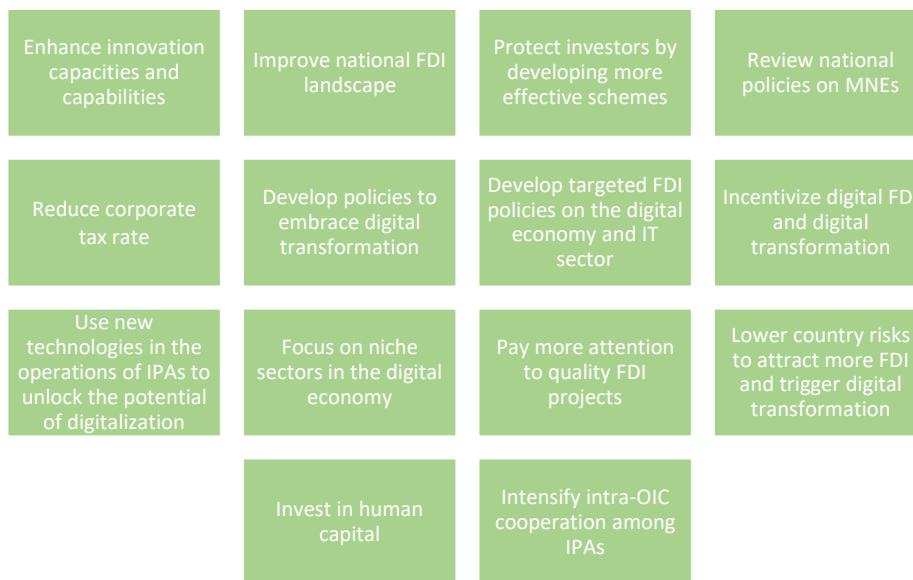 Enhance innovation
capacities and
capabilities
Improve national FDI
landscape
Protect investors by
developing more
effective schemes
Review national
policies on MNEs
Reduce corporate
tax rate
Develop policies to
embrace digital
transformation
Develop targeted FDI
policies on the digital
economy and IT
sector
Incentivize digital FDI
and digital
transformation
Use new
technologies in the
operations of IPAs to
unlock the potential
of digitalization
Focus on niche
sectors in the digital
economy
Pay more attention
to quality FDI
projects
Lower country risks
to attract more FDI
and trigger digital
transformation
Invest in human
capital
Intensify intra-OIC
cooperation among
IPAs